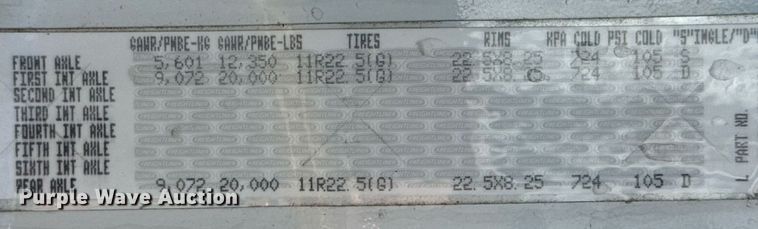 GAWR/PNBE-KG GAWR/PNBE-LBS TIRES RIMS KPA COLD PSI COLD "S"INGLE/"D"
FRONT AXLE 5,601 12,350 11R22.5(G) 22.5X8.25 724 105 S
FIRST INT AXLE 9,072 20,000 11R22.5(G) 22.5X8.25 724 105 D
SECOND INT AXLE
THIRD INT AXLE
FOURTH INT AXLE
FIFTH INT AXLE
SIXTH INT AXLE
REAR AXLE 9,072 20,000 11R22.5(G) 22.5X8.25 724 105 D
L PART NO.
Purple Wave Auction